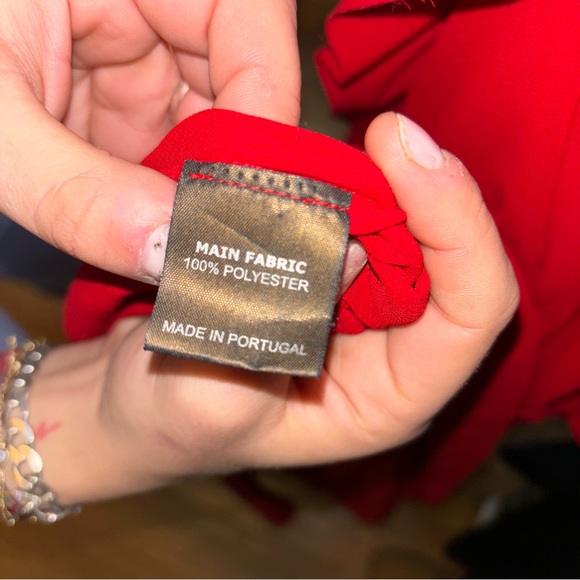 MAIN FABRIC
100% POLYESTER
MADE IN PORTUGAL